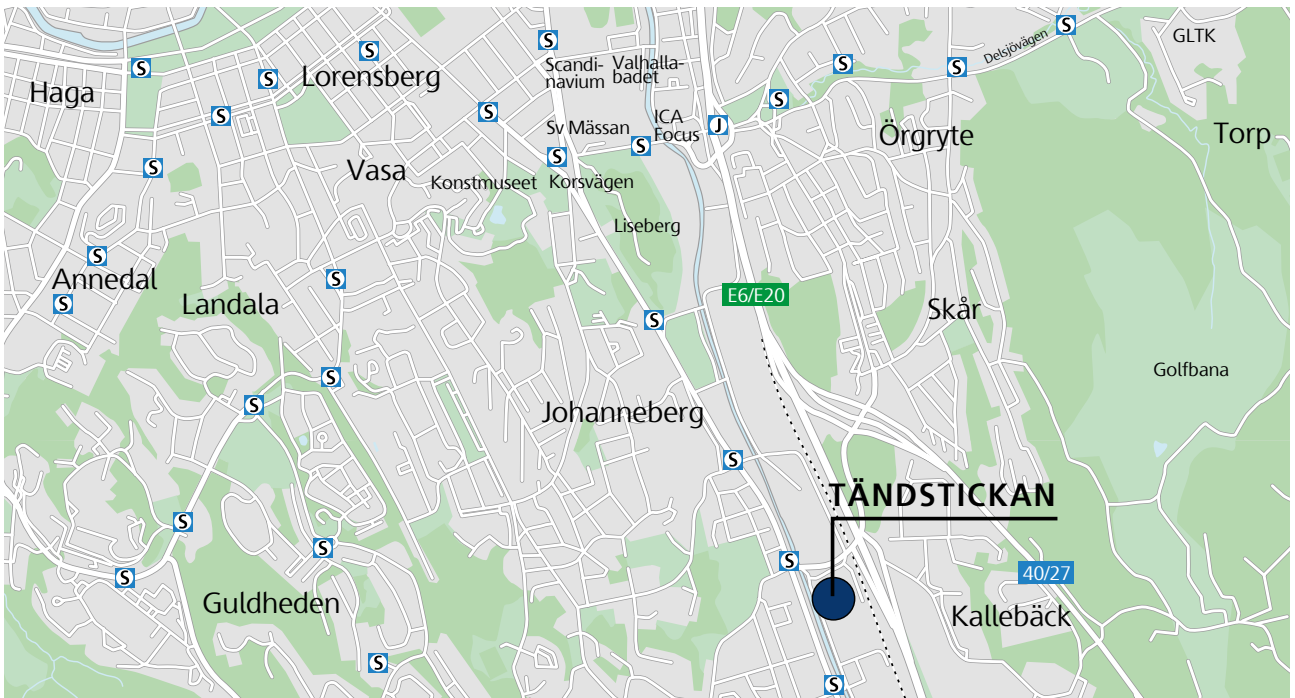 S
Delsjövägen
GLTK
S
S
Scandi-
navium
Valhalla-
badet
S
S
S
Lorensberg
S
Haga
S
S
S
ICA
Focus
J
Sv Mässan
Örgryte
Torp
S
S
S
Vasa
Konstmuseet
Korsvägen
Liseberg
S
Annedal
S
S
Landala
E6/E20
Skår
S
Golfbana
S
S
Johanneberg
S
TÄNDSTICKAN
S
S
S
S
40/27
Guldheden
Kallebäck
S
S